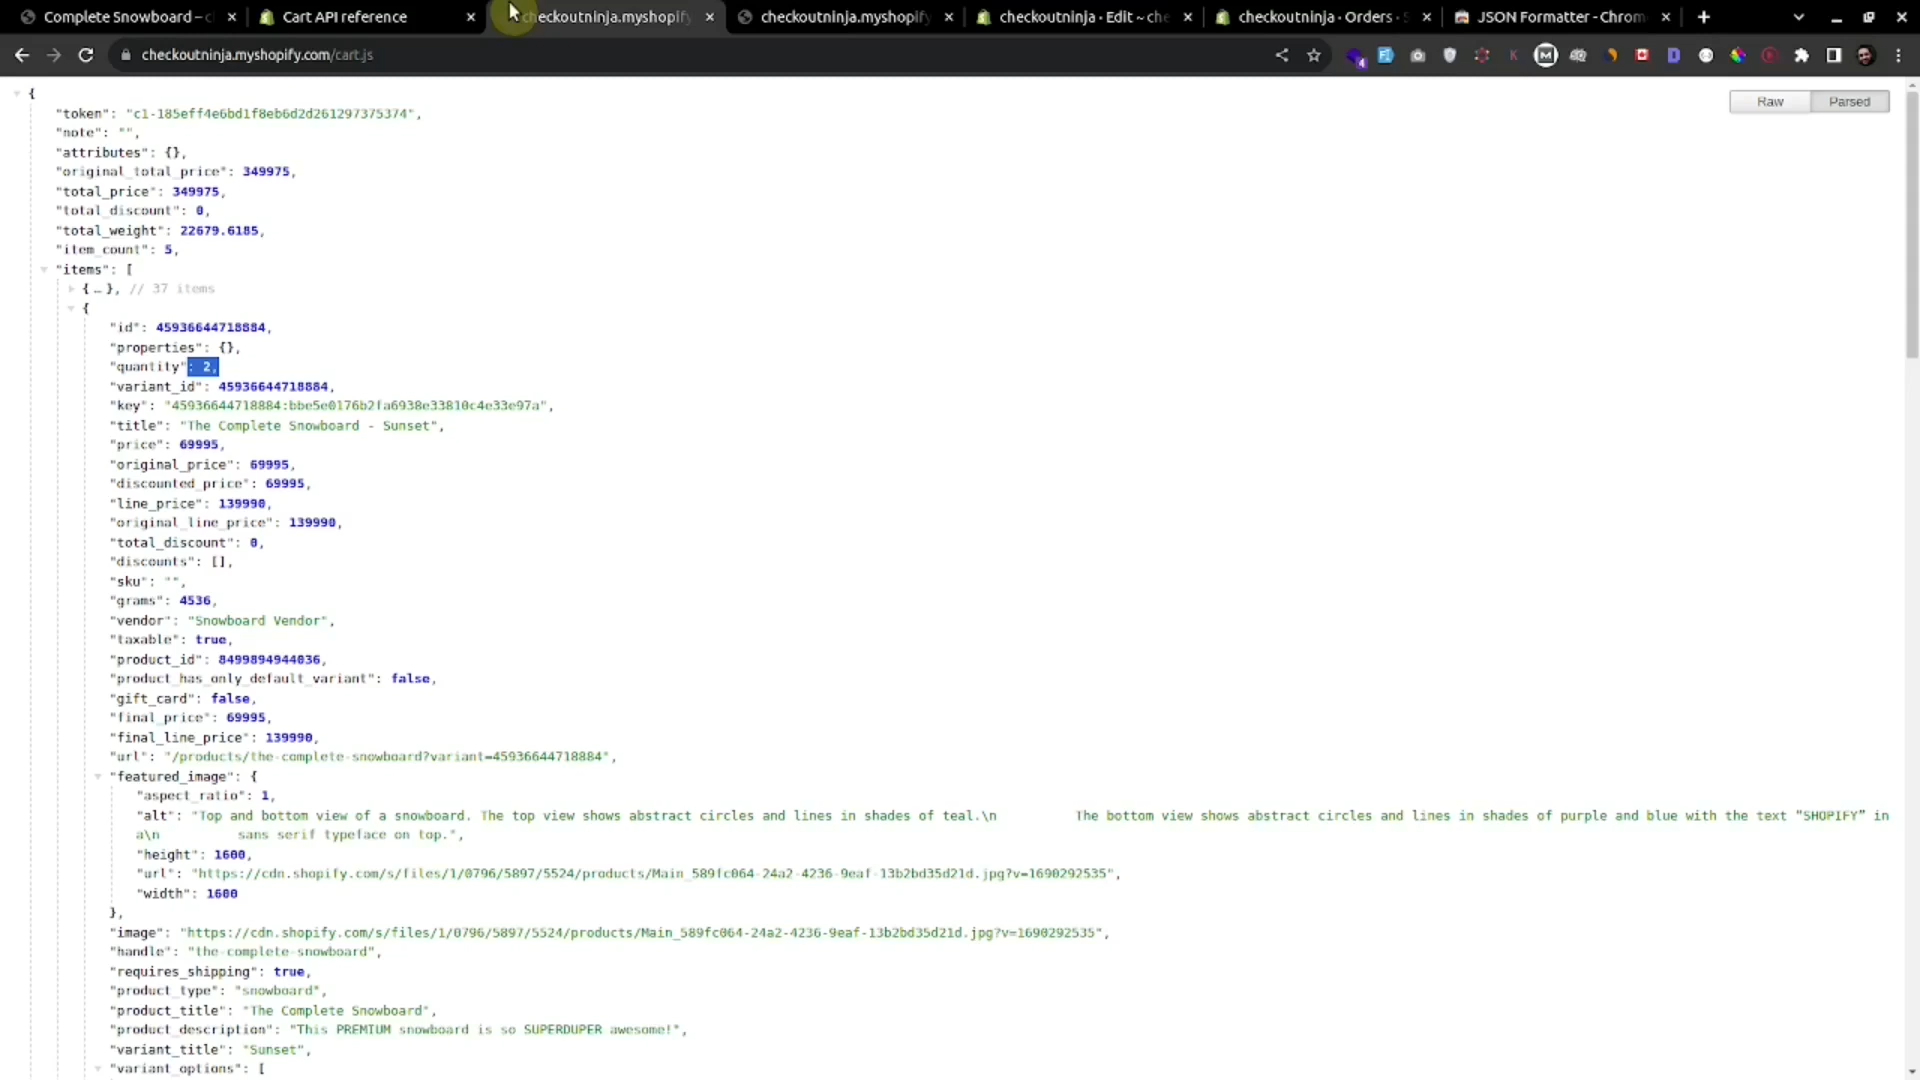 Complete Snowboard – c
Cart API reference
checkoutninja.myshopify
checkoutninja.myshopify
checkoutninja · Edit ~ che
checkoutninja · Orders · S
JSON Formatter - Chrom
checkoutninja.myshopify.com/cart.js
Raw
Parsed
{
"token": "c1-185eff4e6bd1f8eb6d2d261297375374",
"note": "",
"attributes": {},
"original_total_price": 349975,
"total_price": 349975,
"total_discount": 0,
"total_weight": 22679.6185,
"item_count": 5,
"items": [
{ … }, // 37 items
{
"id": 45936644718884,
"properties": {},
"quantity": 2,
"variant_id": 45936644718884,
"key": "45936644718884:bbe5e0176b2fa6938e33810c4e33e97a",
"title": "The Complete Snowboard - Sunset",
"price": 69995,
"original_price": 69995,
"discounted_price": 69995,
"line_price": 139990,
"original_line_price": 139990,
"total_discount": 0,
"discounts": [],
"sku": "",
"grams": 4536,
"vendor": "Snowboard Vendor",
"taxable": true,
"product_id": 8499894944036,
"product_has_only_default_variant": false,
"gift_card": false,
"final_price": 69995,
"final_line_price": 139990,
"url": "/products/the-complete-snowboard?variant=45936644718884",
"featured_image": {
"aspect_ratio": 1,
"alt": "Top and bottom view of a snowboard. The top view shows abstract circles and lines in shades of teal.\n The bottom view shows abstract circles and lines in shades of purple and blue with the text “SHOPIFY” in
a\n sans serif typeface on top.",
"height": 1600,
"url": "https://cdn.shopify.com/s/files/1/0796/5897/5524/products/Main_589fc064-24a2-4236-9eaf-13b2bd35d21d.jpg?v=1690292535",
"width": 1600
},
"image": "https://cdn.shopify.com/s/files/1/0796/5897/5524/products/Main_589fc064-24a2-4236-9eaf-13b2bd35d21d.jpg?v=1690292535",
"handle": "the-complete-snowboard",
"requires_shipping": true,
"product_type": "snowboard",
"product_title": "The Complete Snowboard",
"product_description": "This PREMIUM snowboard is so SUPERDUPER awesome!",
"variant_title": "Sunset",
"variant_options": [